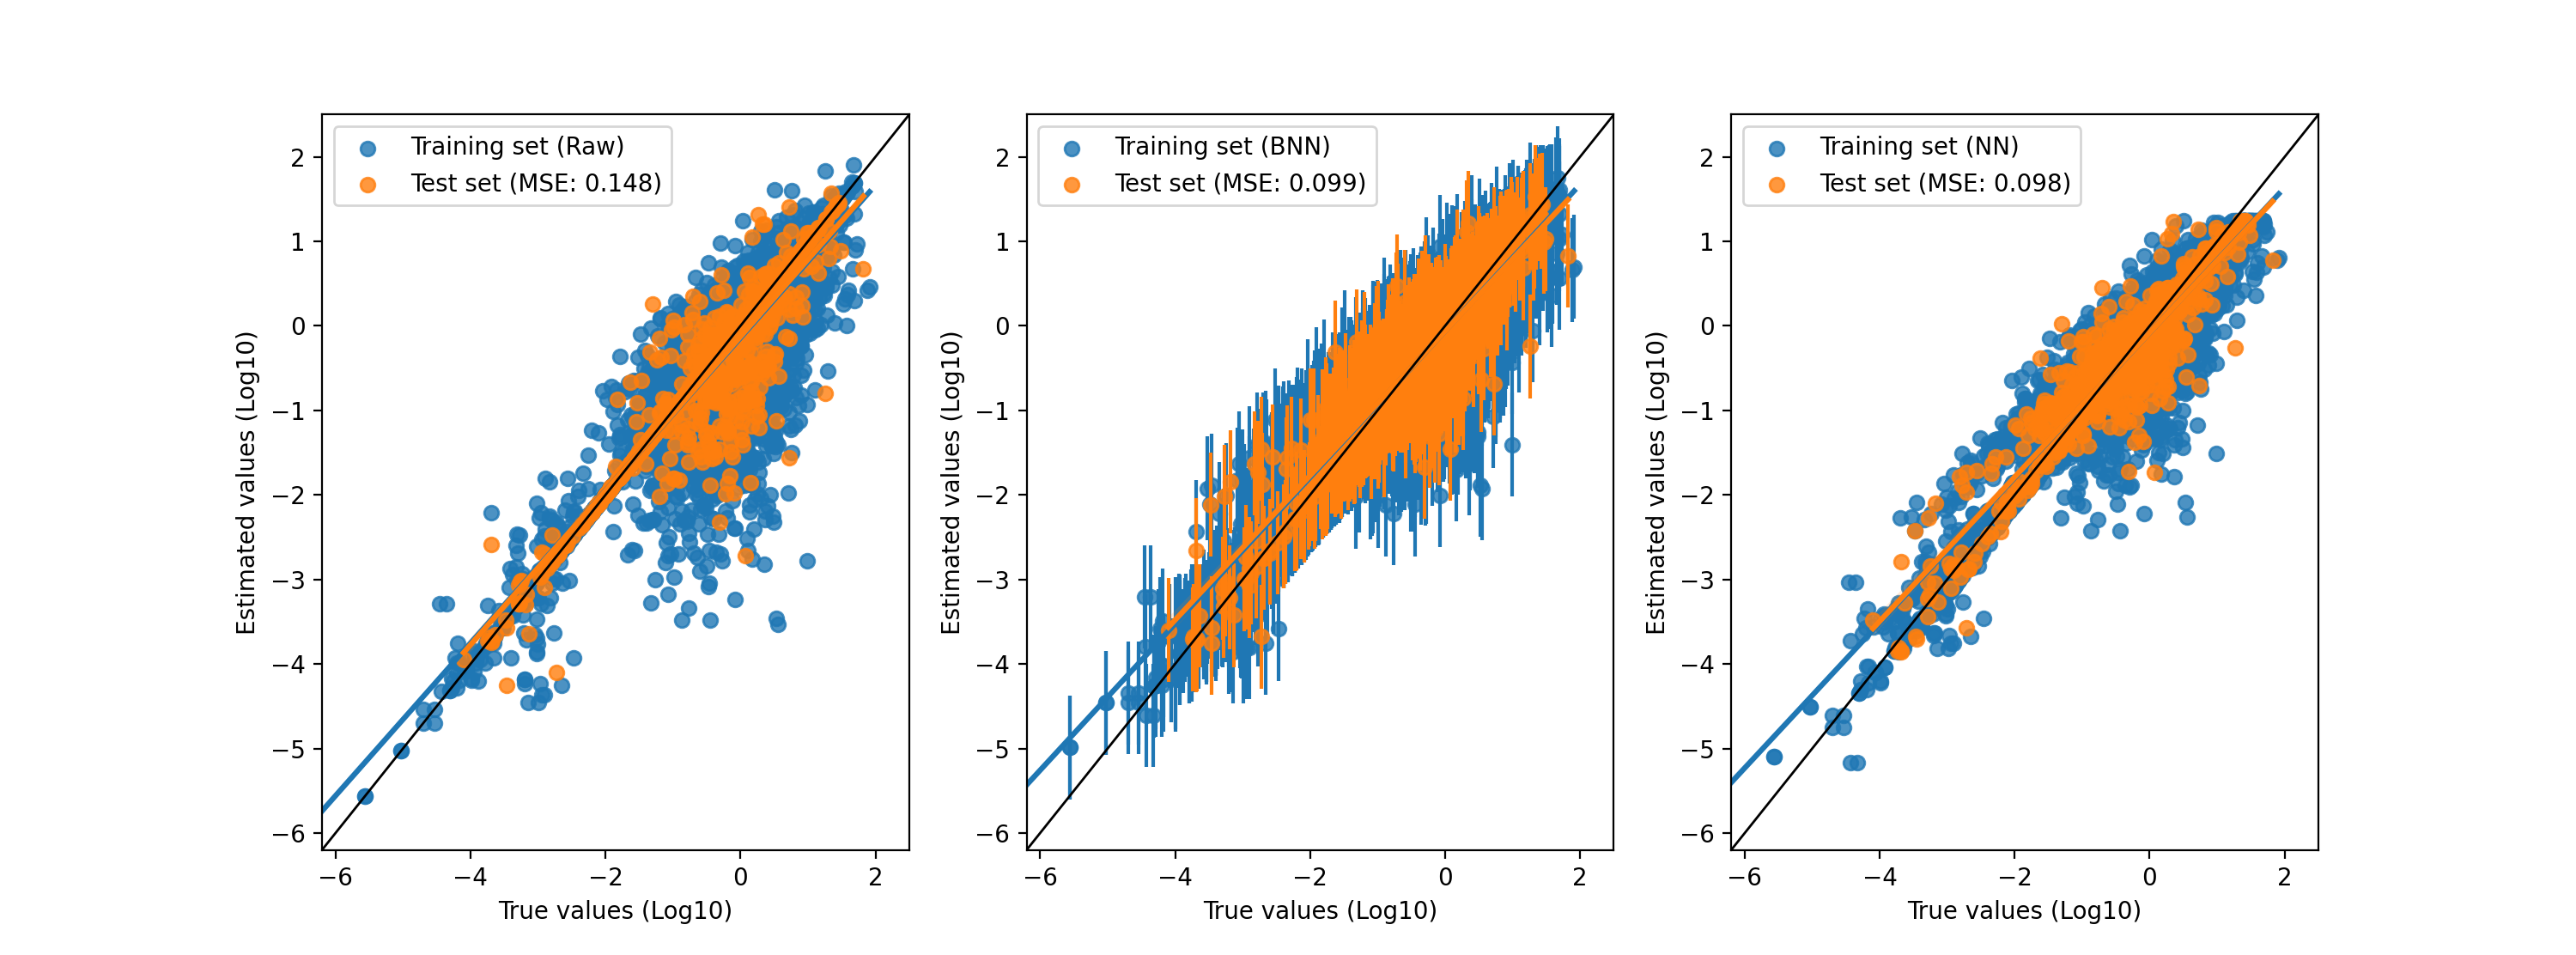 Training set (Raw)
Test set (MSE: 0.148)
2
1
0
−1
−2
−3
−4
−5
−6
Estimated values (Log10)
−6 −4 −2 0 2
True values (Log10)
Training set (BNN)
Test set (MSE: 0.099)
2
1
0
−1
−2
−3
−4
−5
−6
Estimated values (Log10)
−6 −4 −2 0 2
True values (Log10)
Training set (NN)
Test set (MSE: 0.098)
2
1
0
−1
−2
−3
−4
−5
−6
Estimated values (Log10)
−6 −4 −2 0 2
True values (Log10)